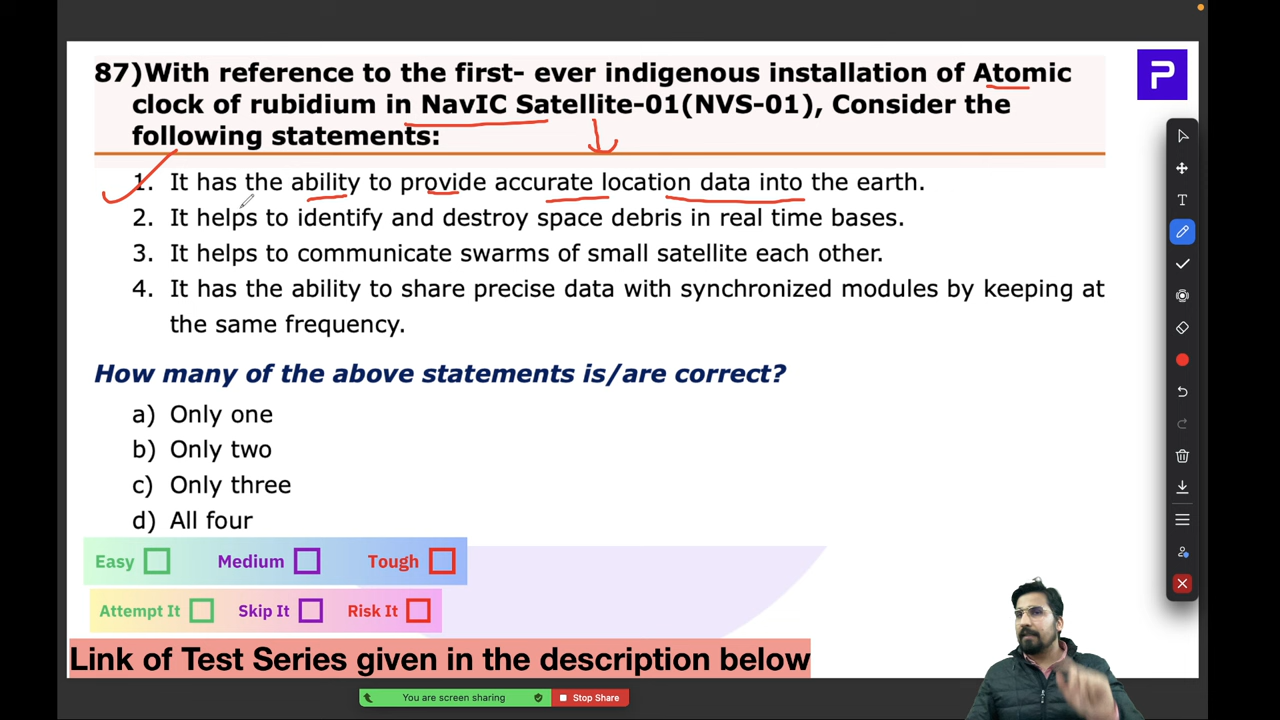 87)With reference to the first- ever indigenous installation of Atomic
clock of rubidium in NavIC Satellite-01(NVS-01), Consider the
following statements:
1. It has the ability to provide accurate location data into the earth.
2. It helps to identify and destroy space debris in real time bases.
3. It helps to communicate swarms of small satellite each other.
4. It has the ability to share precise data with synchronized modules by keeping at
the same frequency.
How many of the above statements is/are correct?
a) Only one
b) Only two
c) Only three
d) All four
Easy Medium Tough
Attempt It Skip It Risk It
Link of Test Series given in the description below
You are screen sharing Stop Share
P
T